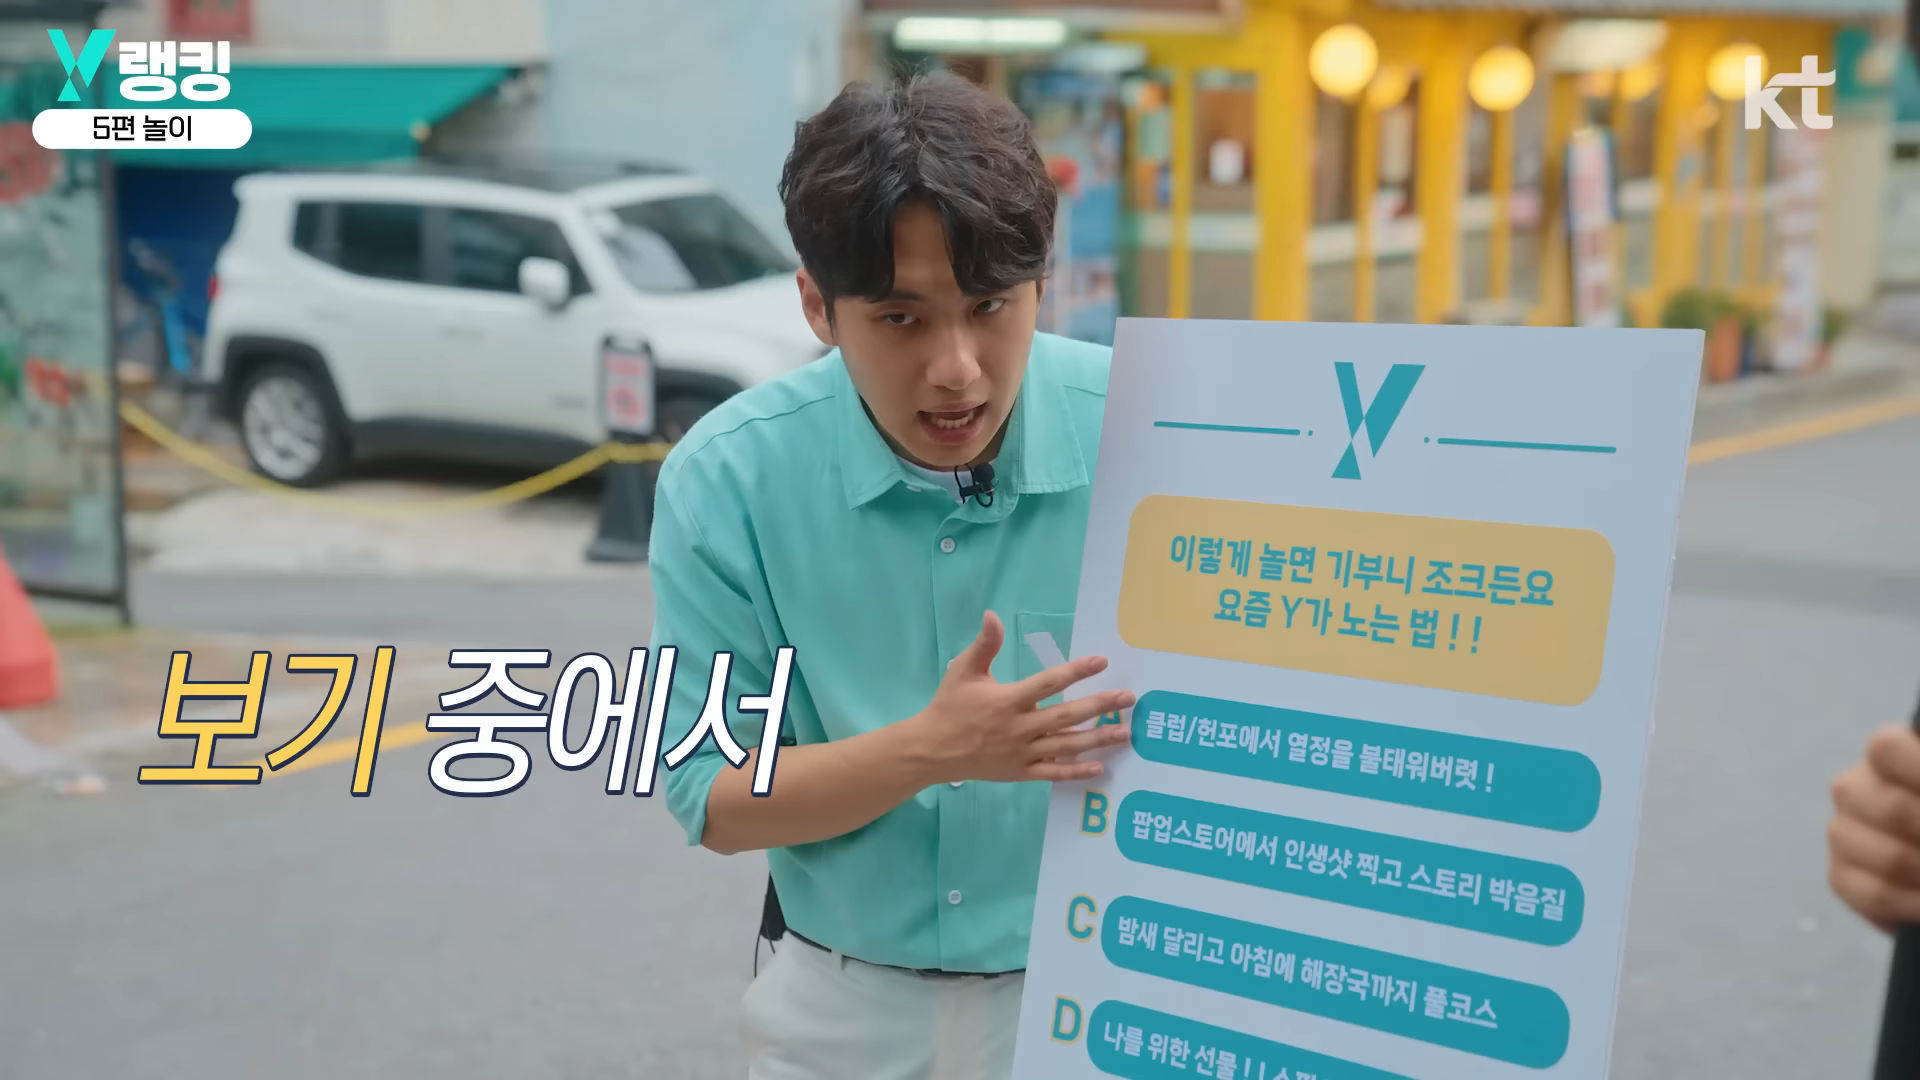 Y랭킹
5편 놀이
kt
이렇게 놀면 기부니 조크든요
요즘 Y가 노는 법 ! !
A 클럽/헌포에서 열정을 불태워버렷 !
B 팝업스토어에서 인생샷 찍고 스토리 박음질
C 밤새 달리고 아침에 해장국까지 풀코스
D 나를 위한 선물 ! !
보기 중에서